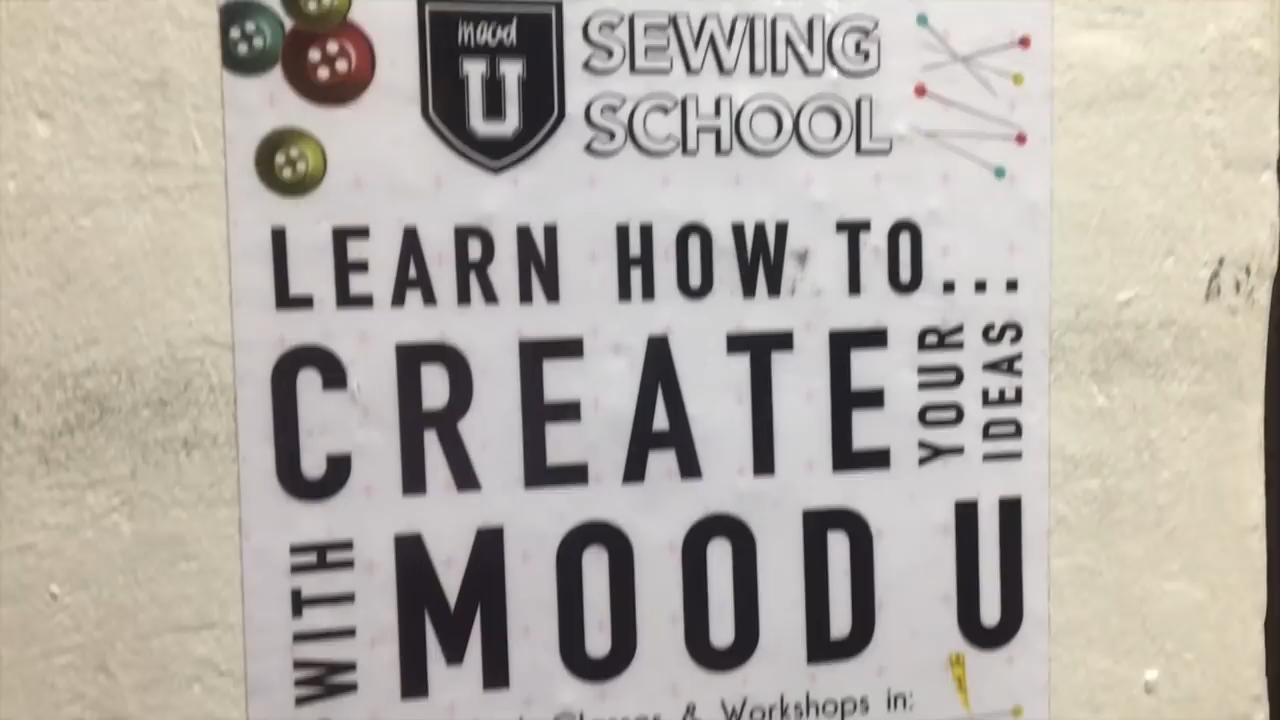 mood
U
SEWING
SCHOOL
LEARN HOW TO...
CREATE
YOUR
IDEAS
WITH
MOOD U
& Workshops in: